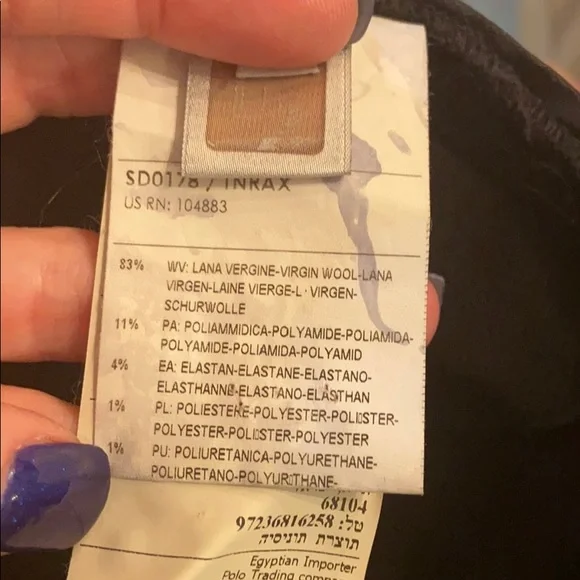 SD0178 / INRAX
US RN: 104883
83% WV: LANA VERGINE-VIRGIN WOOL-LANA
VIRGEN-LAINE VIERGE-L·VIRGEN-
SCHURWOLLE
11% PA: POLIAMMIDICA-POLYAMIDE-POLIAMIDA-
POLYAMIDE-POLIAMIDA-POLYAMID
4% EA: ELASTAN-ELASTANE-ELASTANO-
ELASTHANNE-ELASTANO-ELASTHAN
1% PL: POLIESTERE-POLYESTER-POLIESTER-
POLYESTER-POLIESTER-POLYESTER
1% PU: POLIURETANICA-POLYURETHANE-
POLIURETANO-POLYURETHANE-
68104
טל: 97236816258
תוצרת תוניסיה
Egyptian Importer
Polo Trading